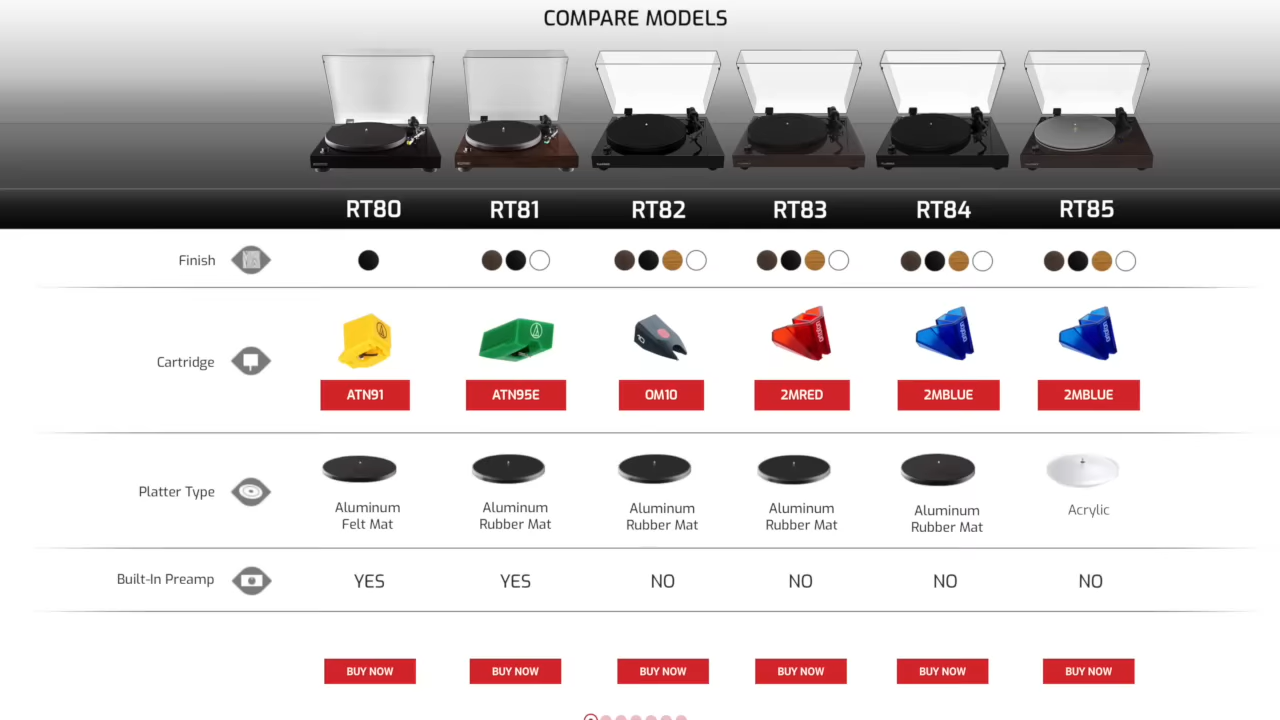 COMPARE MODELS
RT80 RT81 RT82 RT83 RT84 RT85
Finish
Cartridge
ATN91 ATN95E OM10 2MRED 2MBLUE 2MBLUE
Platter Type
Aluminum Felt Mat
Aluminum Rubber Mat
Aluminum Rubber Mat
Aluminum Rubber Mat
Aluminum Rubber Mat
Acrylic
Built-In Preamp YES YES NO NO NO NO
BUY NOW BUY NOW BUY NOW BUY NOW BUY NOW BUY NOW